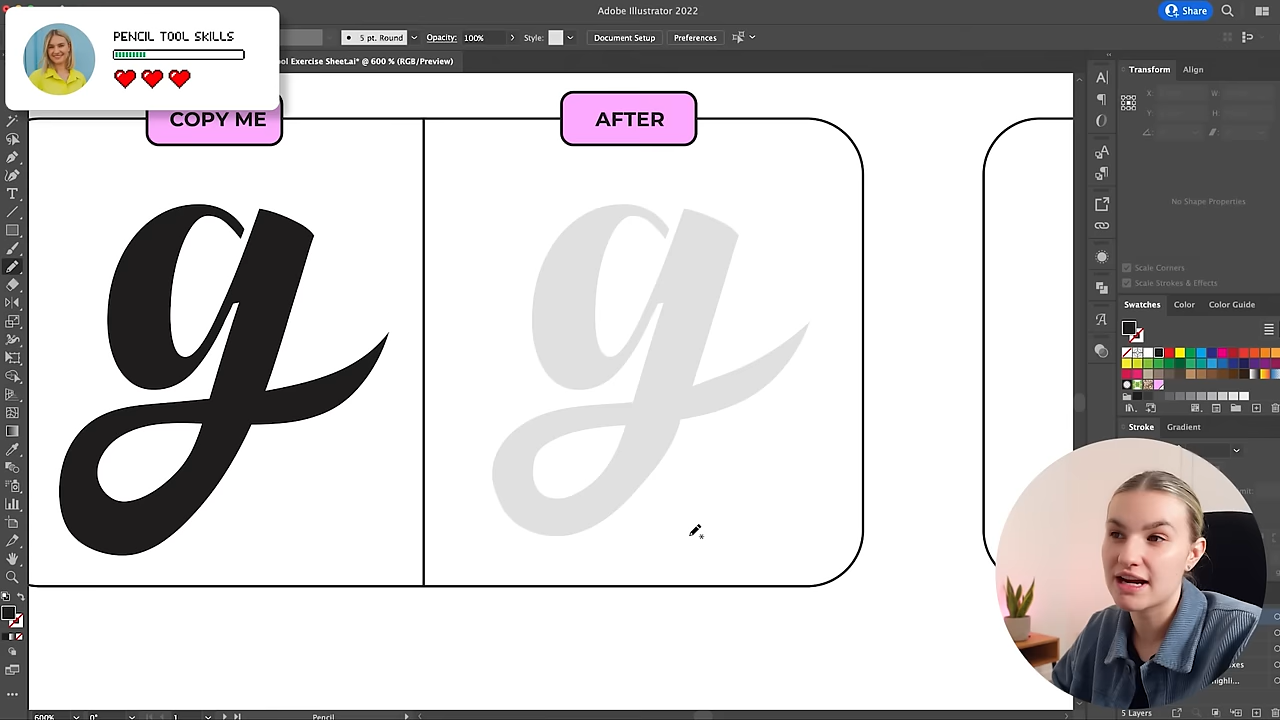 Adobe Illustrator 2022
Share
PENCIL TOOL SKILLS
5 pt. Round
Opacity:
100%
Style:
Document Setup
Preferences
ol Exercise Sheet.ai* @ 600 % (RGB/Preview)
Transform
Align
X:
W:
Y:
H:
COPY ME
AFTER
g
g
No Shape Properties
Scale Corners
Scale Strokes & Effects
Swatches
Color
Color Guide
Stroke
Gradient
5 Layers
600%
0°
1
Pencil